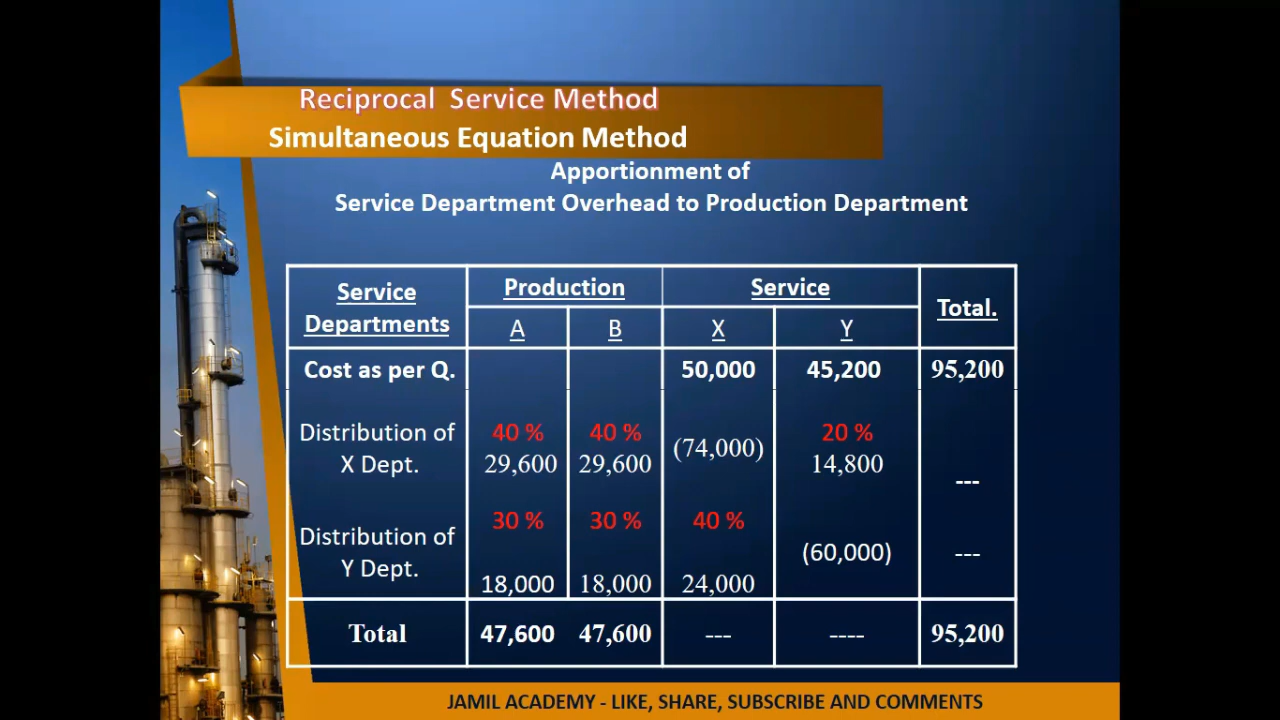 Reciprocal Service Method
Simultaneous Equation Method
Apportionment of
Service Department Overhead to Production Department
Service Departments Production Service Total.
A B X Y
Cost as per Q. 50,000 45,200 95,200
40 % 40 % 20 %
Distribution of X Dept. 29,600 29,600 (74,000) 14,800 ---
30 % 30 % 40 %
Distribution of Y Dept. 18,000 18,000 24,000 (60,000) ---
Total 47,600 47,600 --- ---- 95,200
JAMIL ACADEMY - LIKE, SHARE, SUBSCRIBE AND COMMENTS